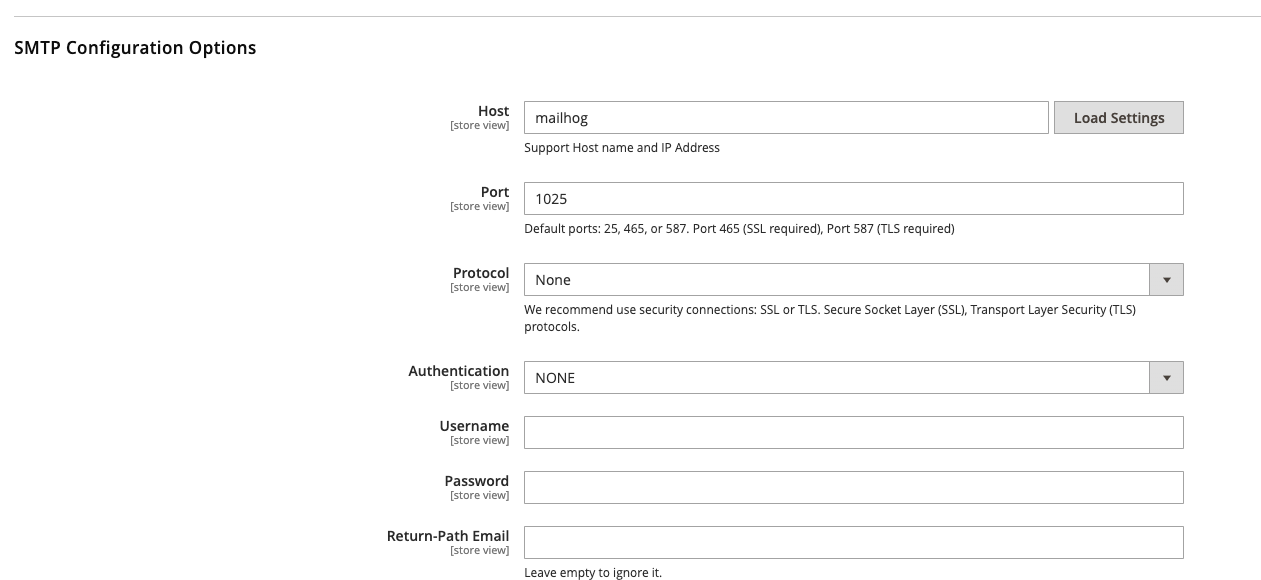 SMTP Configuration Options
Host
[store view]
mailhog
Load Settings
Support Host name and IP Address
Port
[store view]
1025
Default ports: 25, 465, or 587. Port 465 (SSL required), Port 587 (TLS required)
Protocol
[store view]
None
We recommend use security connections: SSL or TLS. Secure Socket Layer (SSL), Transport Layer Security (TLS)
protocols.
Authentication
[store view]
NONE
Username
[store view]
Password
[store view]
Return-Path Email
[store view]
Leave empty to ignore it.